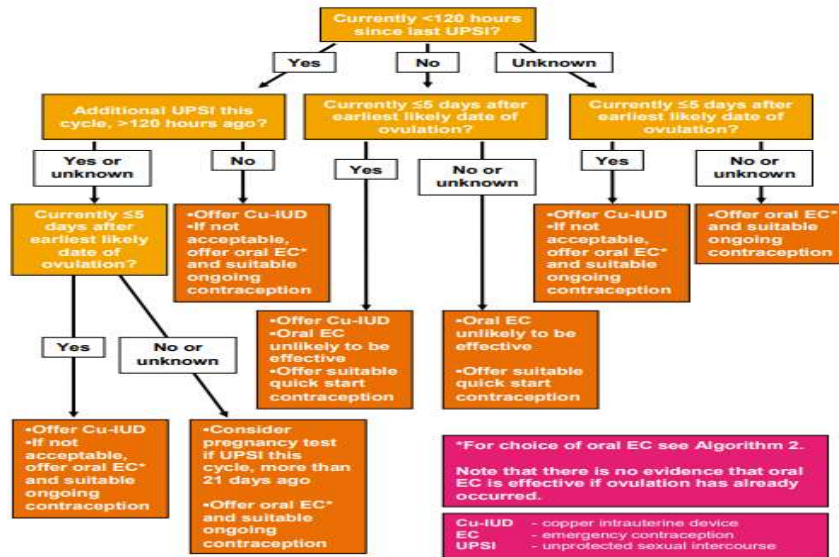 Currently <120 hours
since last UPSI?
Yes
No
Unknown
Additional UPSI this
cycle, >120 hours ago?
Currently ≤5 days after
earliest likely date of
ovulation?
Currently ≤5 days after
earliest likely date of
ovulation?
Yes or
unknown
No
Yes
No or
unknown
Yes
No or
unknown
Currently ≤5
days after
earliest likely
date of
ovulation?
•Offer Cu-IUD
•If not
acceptable,
offer oral EC*
and suitable
ongoing
contraception
•Offer Cu-IUD
•If not
acceptable,
offer oral EC*
and suitable
ongoing
contraception
•Offer oral EC*
and suitable
ongoing
contraception
Yes
No or
unknown
•Offer Cu-IUD
•Oral EC
unlikely to be
effective
•Offer suitable
quick start
contraception
•Oral EC
unlikely to be
effective
•Offer suitable
quick start
contraception
•Offer Cu-IUD
•If not
acceptable,
offer oral EC*
and suitable
ongoing
contraception
•Consider
pregnancy test
if UPSI this
cycle, more than
21 days ago
•Offer oral EC*
and suitable
ongoing
contraception
*For choice of oral EC see Algorithm 2.
Note that there is no evidence that oral
EC is effective if ovulation has already
occurred.
Cu-IUD - copper intrauterine device
EC - emergency contraception
UPSI - unprotected sexual intercourse